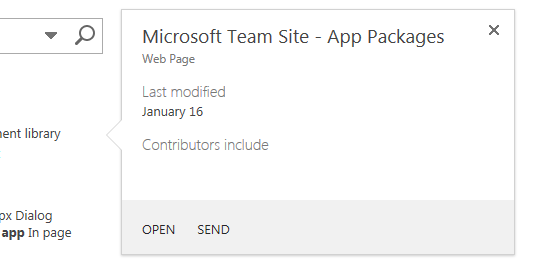 Microsoft Team Site - App Packages
Web Page
Last modified
January 16
Contributors include
OPEN SEND
ment library
px Dialog
app In page